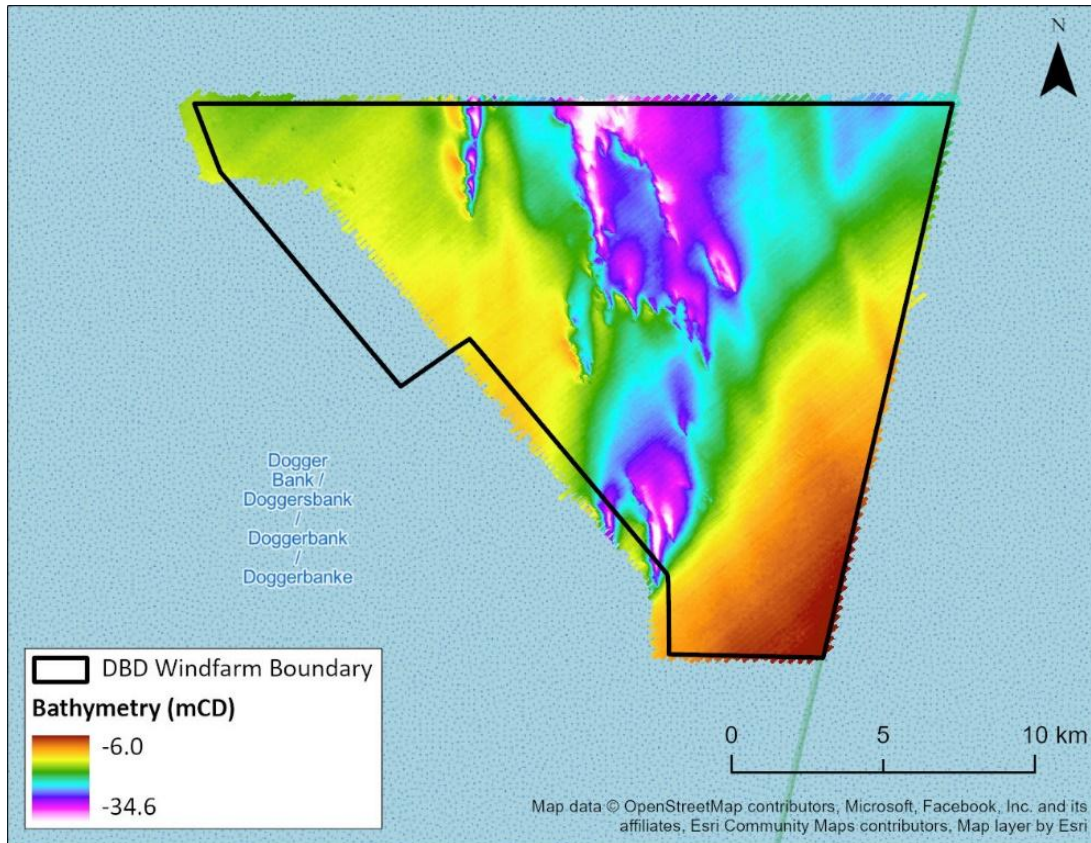 N
Dogger
Bank /
Doggersbank
/
Doggerbank
/
Doggerbanke
DBD Windfarm Boundary
Bathymetry (mCD)
-6.0
-34.6
0 5 10 km
Map data © OpenStreetMap contributors, Microsoft, Facebook, Inc. and its
affiliates, Esri Community Maps contributors, Map layer by Esri